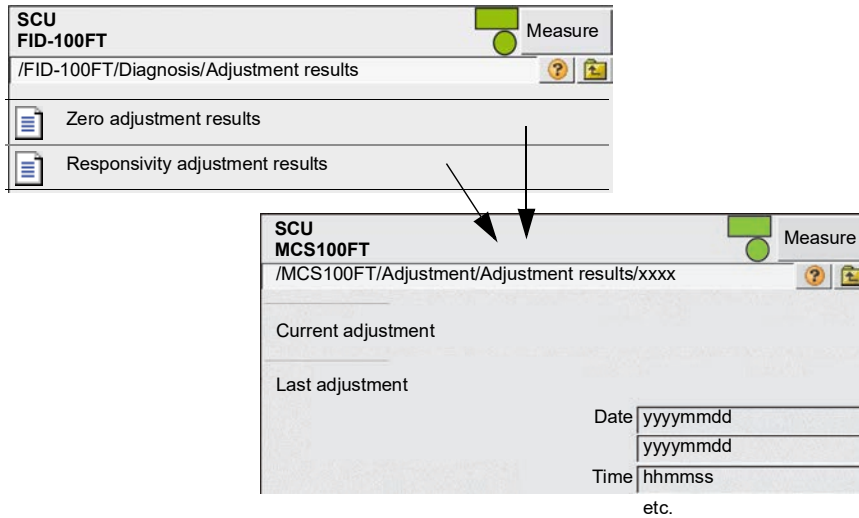 SCU
FID-100FT
Measure
/FID-100FT/Diagnosis/Adjustment results
?
Zero adjustment results
Responsivity adjustment results
SCU
MCS100FT
Measure
/MCS100FT/Adjustment/Adjustment results/xxxx
?
Current adjustment
Last adjustment
Date yyyymmdd
yyyymmdd
Time hhmmss
etc.